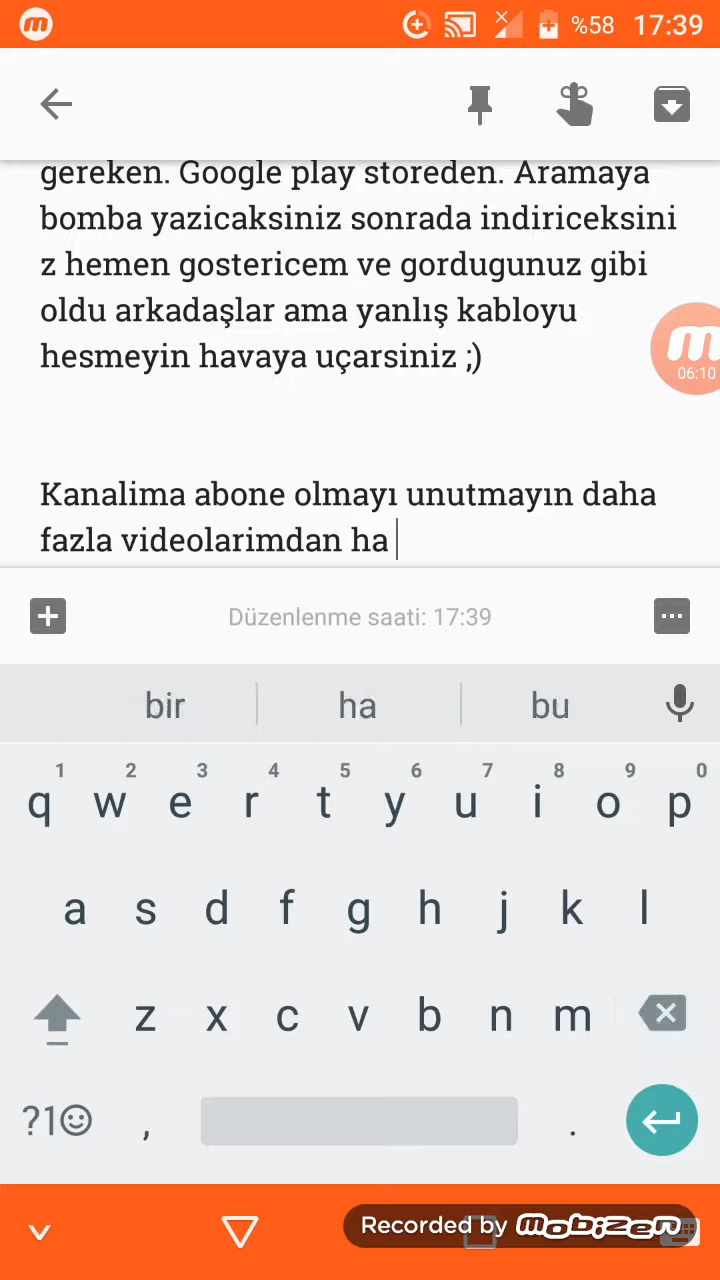 %58 17:39
gereken. Google play storeden. Aramaya
bomba yazicaksiniz sonrada indiriceksini
z hemen gostericem ve gordugunuz gibi
oldu arkadaşlar ama yanlış kabloyu
hesmeyin havaya uçarsiniz ;)
m
06:10
Kanalima abone olmayı unutmayın daha
fazla videolarimdan ha
Düzenlenme saati: 17:39
bir ha bu
1 2 3 4 5 6 7 8 9 0
q w e r t y u i o p
a s d f g h j k l
z x c v b n m
?1☺ , .
Recorded by mobizen